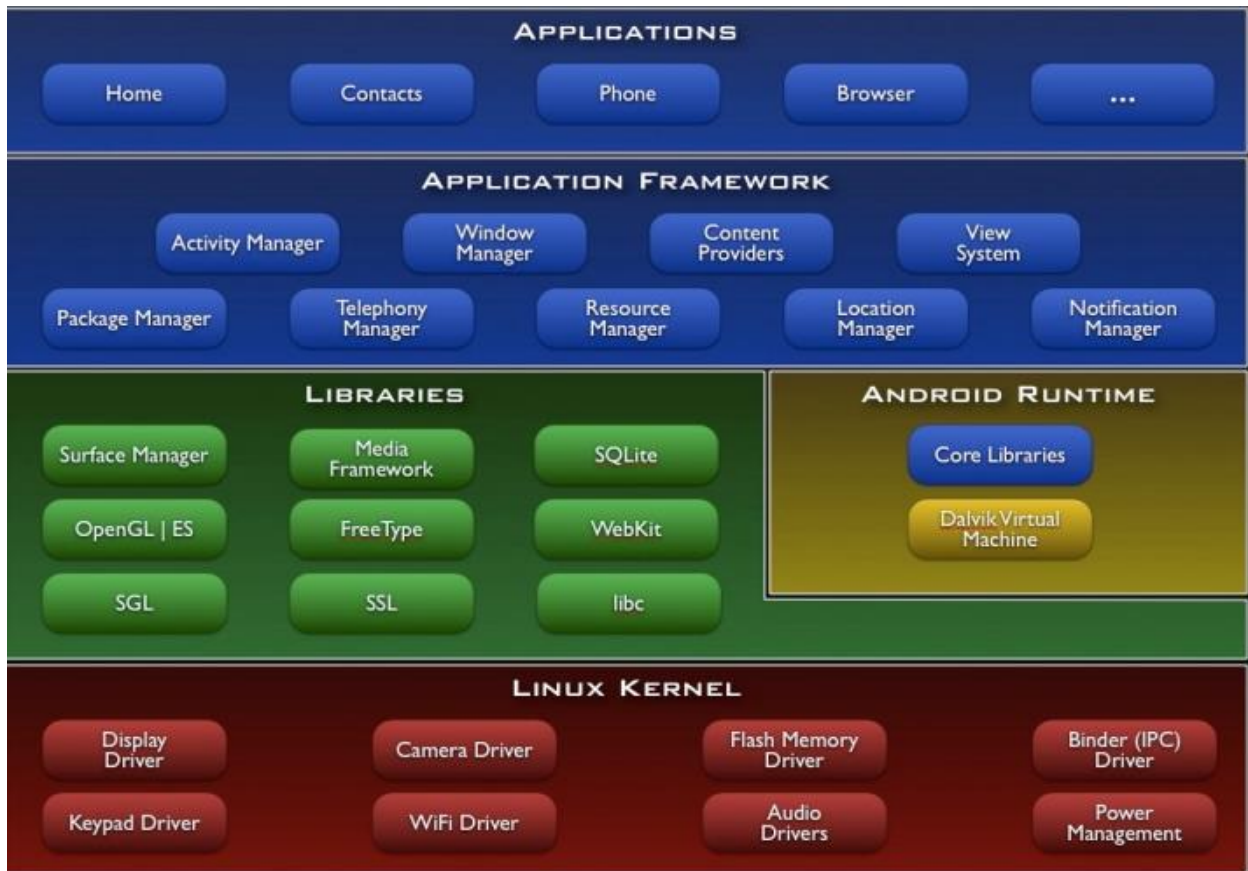 APPLICATIONS
Home
Contacts
Phone
Browser
...
APPLICATION FRAMEWORK
Activity Manager
Window
Manager
Content
Providers
View
System
Package Manager
Telephony
Manager
Resource
Manager
Location
Manager
Notification
Manager
LIBRARIES
Surface Manager
Media
Framework
SQLite
OpenGL | ES
FreeType
WebKit
SGL
SSL
libc
ANDROID RUNTIME
Core Libraries
Dalvik Virtual
Machine
LINUX KERNEL
Display
Driver
Camera Driver
Flash Memory
Driver
Binder (IPC)
Driver
Keypad Driver
WiFi Driver
Audio
Drivers
Power
Management